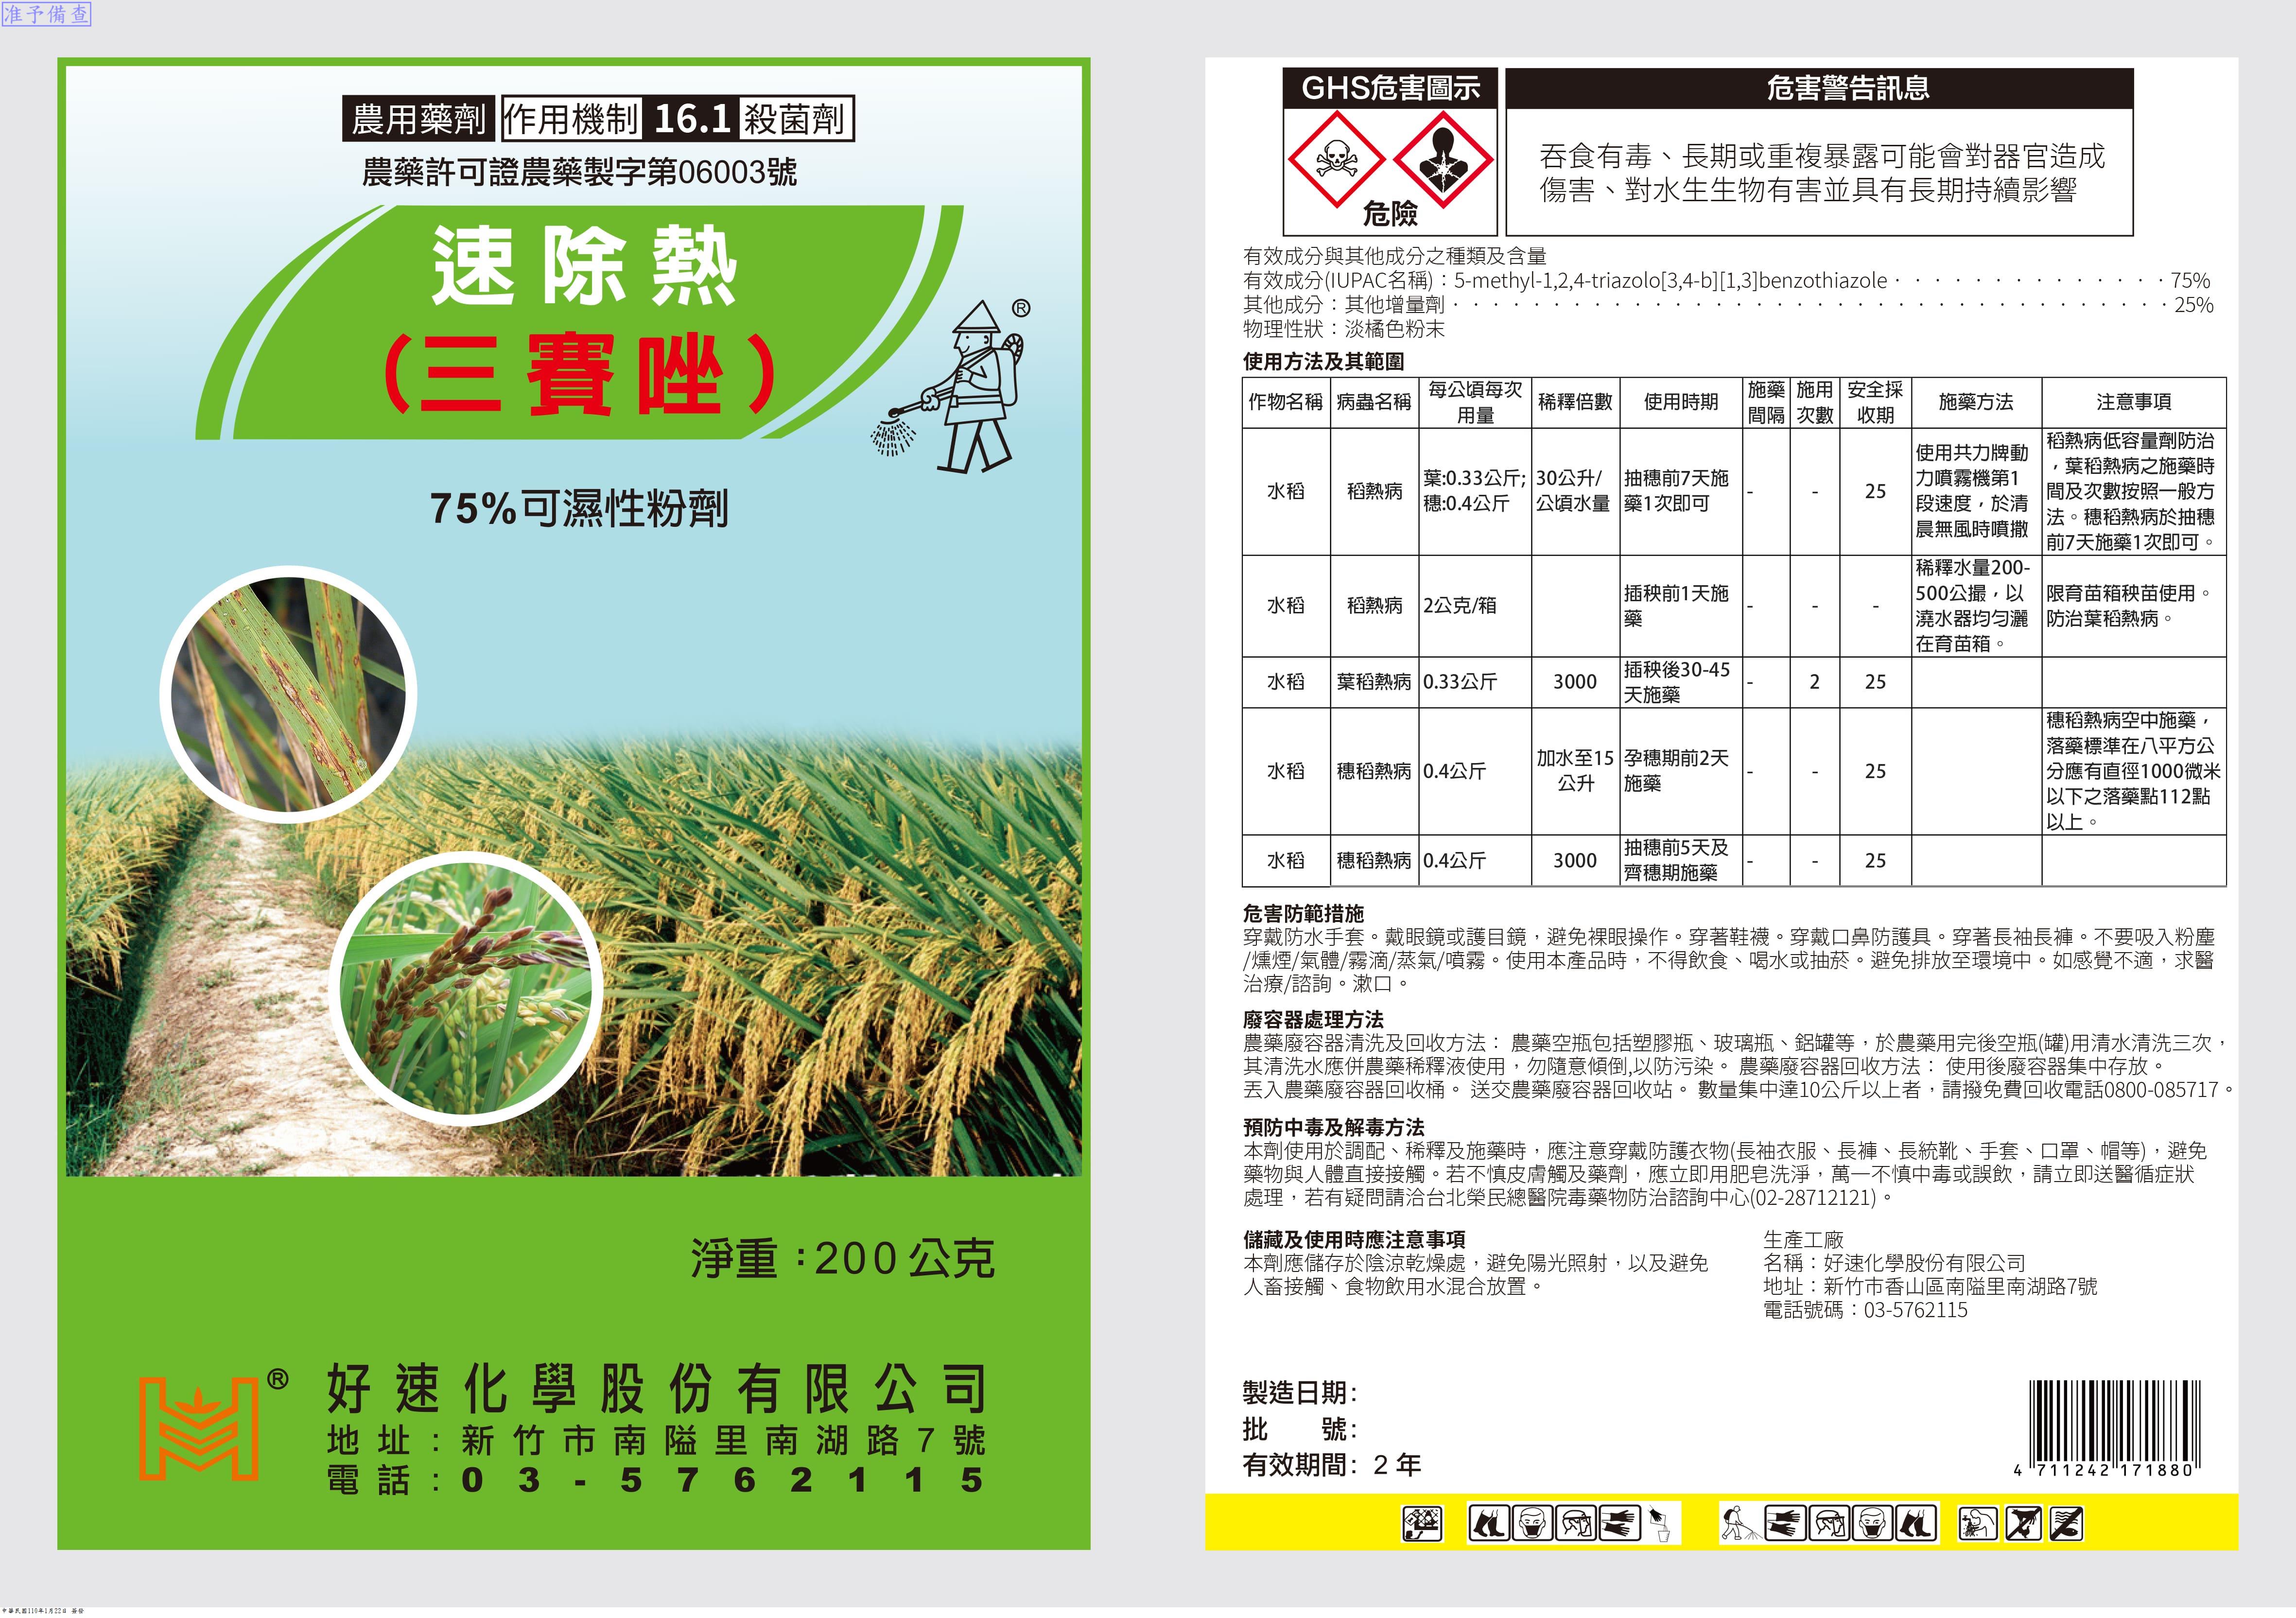 准予備查
農用藥劑 作用機制 16.1 殺菌劑
農藥許可證農藥製字第06003號
速除熱
(三賽唑)
®
75%可濕性粉劑
淨重:200公克
®
好速化學股份有限公司
地址:新竹市南隘里南湖路7號
電話:03-5762115
GHS危害圖示
危害警告訊息
危險
吞食有毒、長期或重複暴露可能會對器官造成
傷害、對水生生物有害並具有長期持續影響
有效成分與其他成分之種類及含量
有效成分(IUPAC名稱):5-methyl-1,2,4-triazolo[3,4-b][1,3]benzothiazole・・・・・・・・・・・・・・75%
其他成分:其他增量劑・・・・・・・・・・・・・・・・・・・・・・・・・・・・・・・・・・・・25%
物理性狀:淡橘色粉末
使用方法及其範圍
作物名稱 病蟲名稱 每公頃每次用量 稀釋倍數 使用時期 施藥間隔 施用次數 安全採收期 施藥方法 注意事項
水稻 稻熱病 葉:0.33公斤;穗:0.4公斤 30公升/公頃水量 抽穗前7天施藥1次即可 - - 25 使用共力牌動力噴霧機第1段速度,於清晨無風時噴撒 稻熱病低容量劑防治,葉稻熱病之施藥時間及次數按照一般方法。穗稻熱病於抽穗前7天施藥1次即可。
水稻 稻熱病 2公克/箱 插秧前1天施藥 - - - 稀釋水量200-500公撮,以澆水器均勻灑在育苗箱。 限育苗箱秧苗使用。防治葉稻熱病。
水稻 葉稻熱病 0.33公斤 3000 插秧後30-45天施藥 - 2 25
水稻 穗稻熱病 0.4公斤 加水至15公升 孕穗期前2天施藥 - - 25 穗稻熱病空中施藥,落藥標準在八平方公分應有直徑1000微米以下之落藥點112點以上。
水稻 穗稻熱病 0.4公斤 3000 抽穗前5天及齊穗期施藥 - - 25
危害防範措施
穿戴防水手套。戴眼鏡或護目鏡,避免裸眼操作。穿著鞋襪。穿戴口鼻防護具。穿著長袖長褲。不要吸入粉塵
/燻煙/氣體/霧滴/蒸氣/噴霧。使用本產品時,不得飲食、喝水或抽菸。避免排放至環境中。如感覺不適,求醫
治療/諮詢。漱口。
廢容器處理方法
農藥廢容器清洗及回收方法: 農藥空瓶包括塑膠瓶、玻璃瓶、鋁罐等,於農藥用完後空瓶(罐)用清水清洗三次,
其清洗水應併農藥稀釋液使用,勿隨意傾倒,以防污染。 農藥廢容器回收方法: 使用後廢容器集中存放。
丟入農藥廢容器回收桶。 送交農藥廢容器回收站。 數量集中達10公斤以上者,請撥免費回收電話0800-085717。
預防中毒及解毒方法
本劑使用於調配、稀釋及施藥時,應注意穿戴防護衣物(長袖衣服、長褲、長統靴、手套、口罩、帽等),避免
藥物與人體直接接觸。若不慎皮膚觸及藥劑,應立即用肥皂洗淨,萬一不慎中毒或誤飲,請立即送醫循症狀
處理,若有疑問請洽台北榮民總醫院毒藥物防治諮詢中心(02-28712121)。
儲藏及使用時應注意事項
本劑應儲存於陰涼乾燥處,避免陽光照射,以及避免
人畜接觸、食物飲用水混合放置。
生產工廠
名稱:好速化學股份有限公司
地址:新竹市香山區南隘里南湖路7號
電話號碼:03-5762115
製造日期:
批 號:
有效期間: 2 年
4 711242 171880
中華民國110年1月22日 簽發